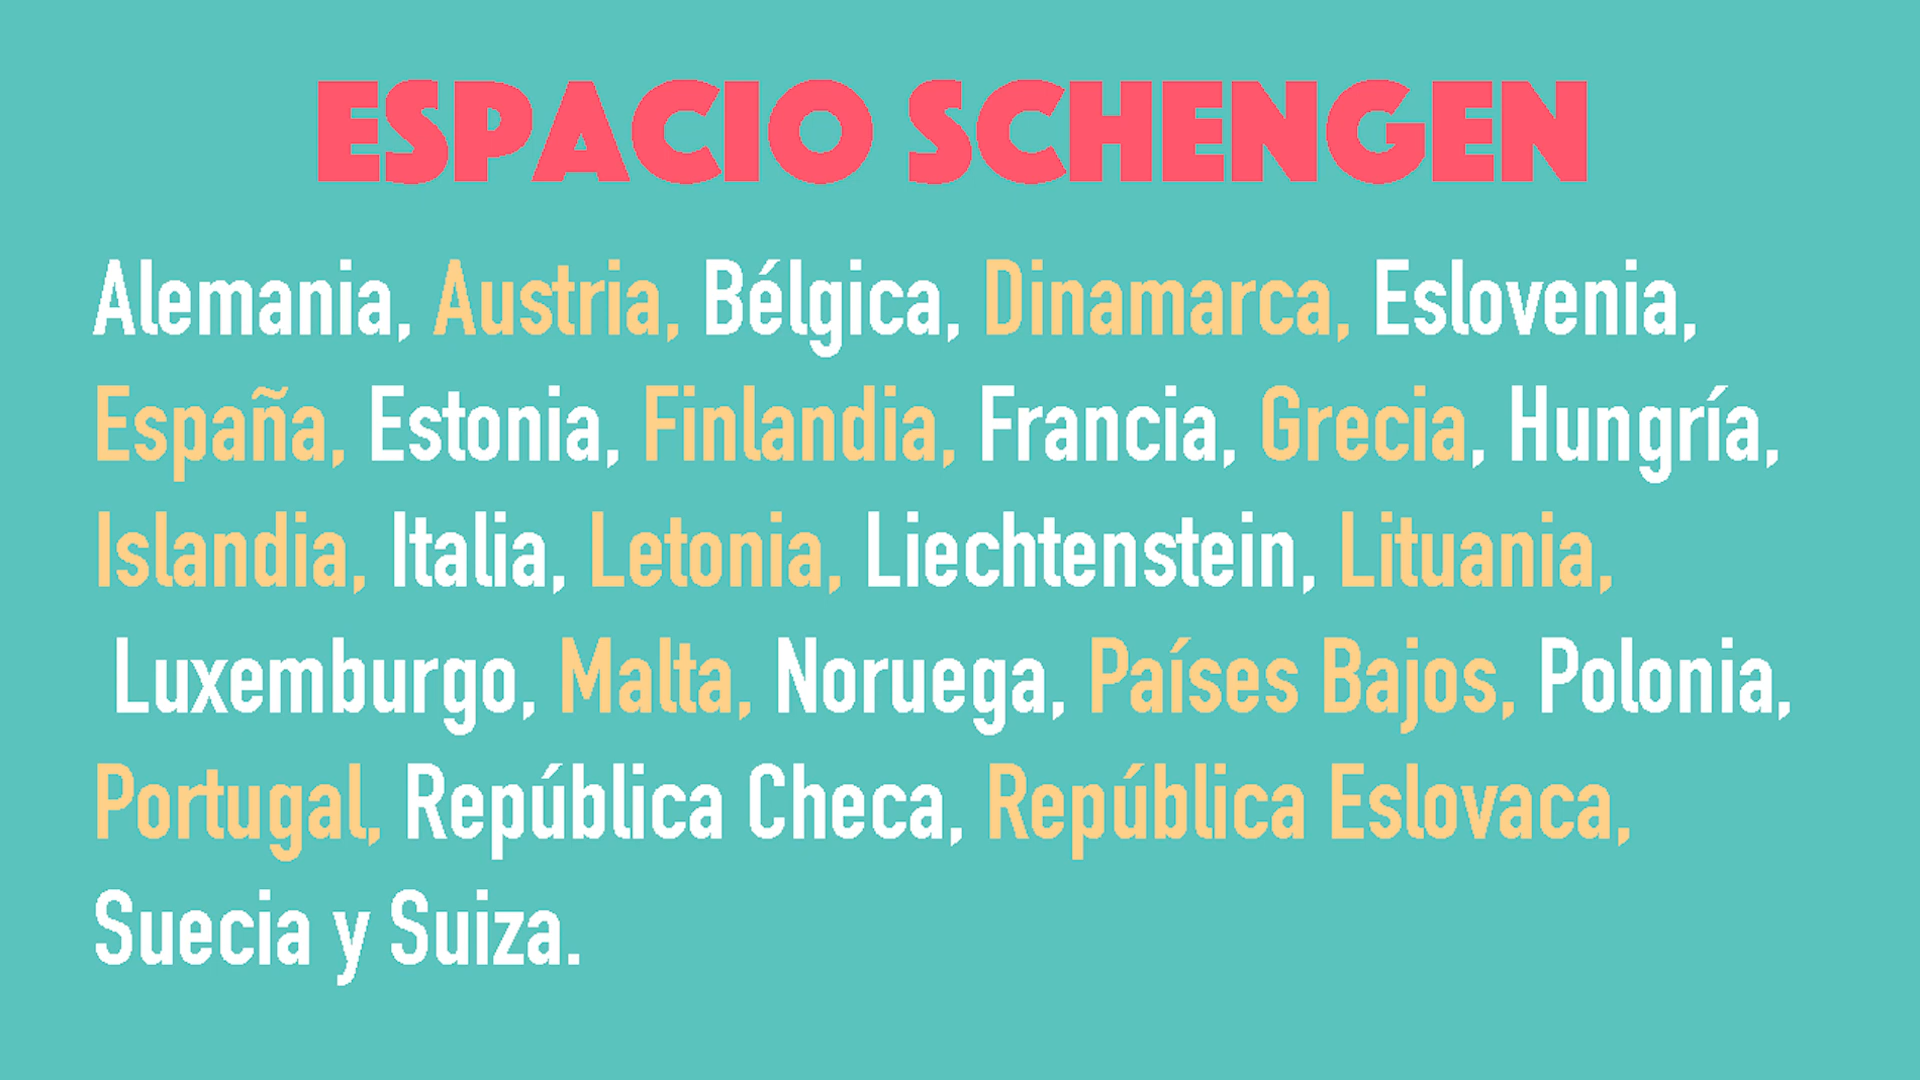 ESPACIO SCHENGEN
Alemania, Austria, Bélgica, Dinamarca, Eslovenia,
España, Estonia, Finlandia, Francia, Grecia, Hungría,
Islandia, Italia, Letonia, Liechtenstein, Lituania,
Luxemburgo, Malta, Noruega, Países Bajos, Polonia,
Portugal, República Checa, República Eslovaca,
Suecia y Suiza.